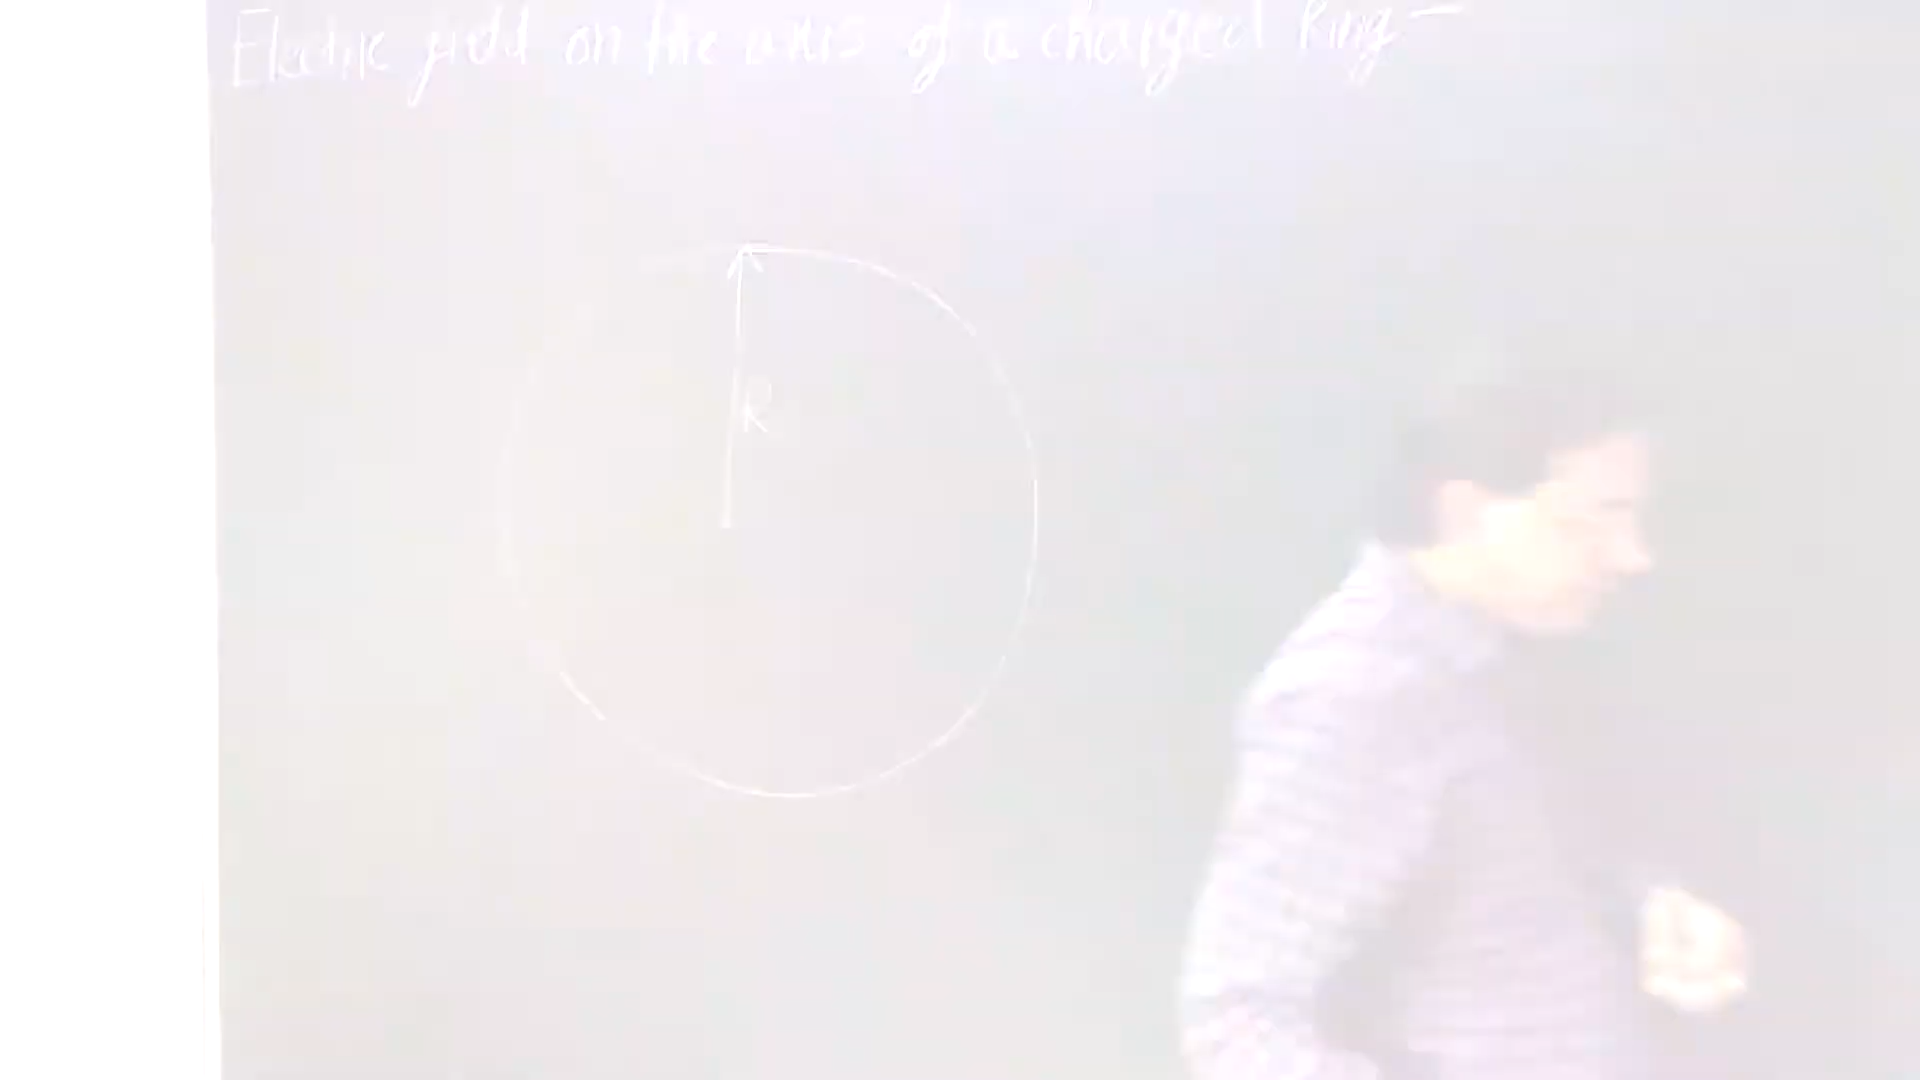 Electric field on the axis of a charged Ring -
R